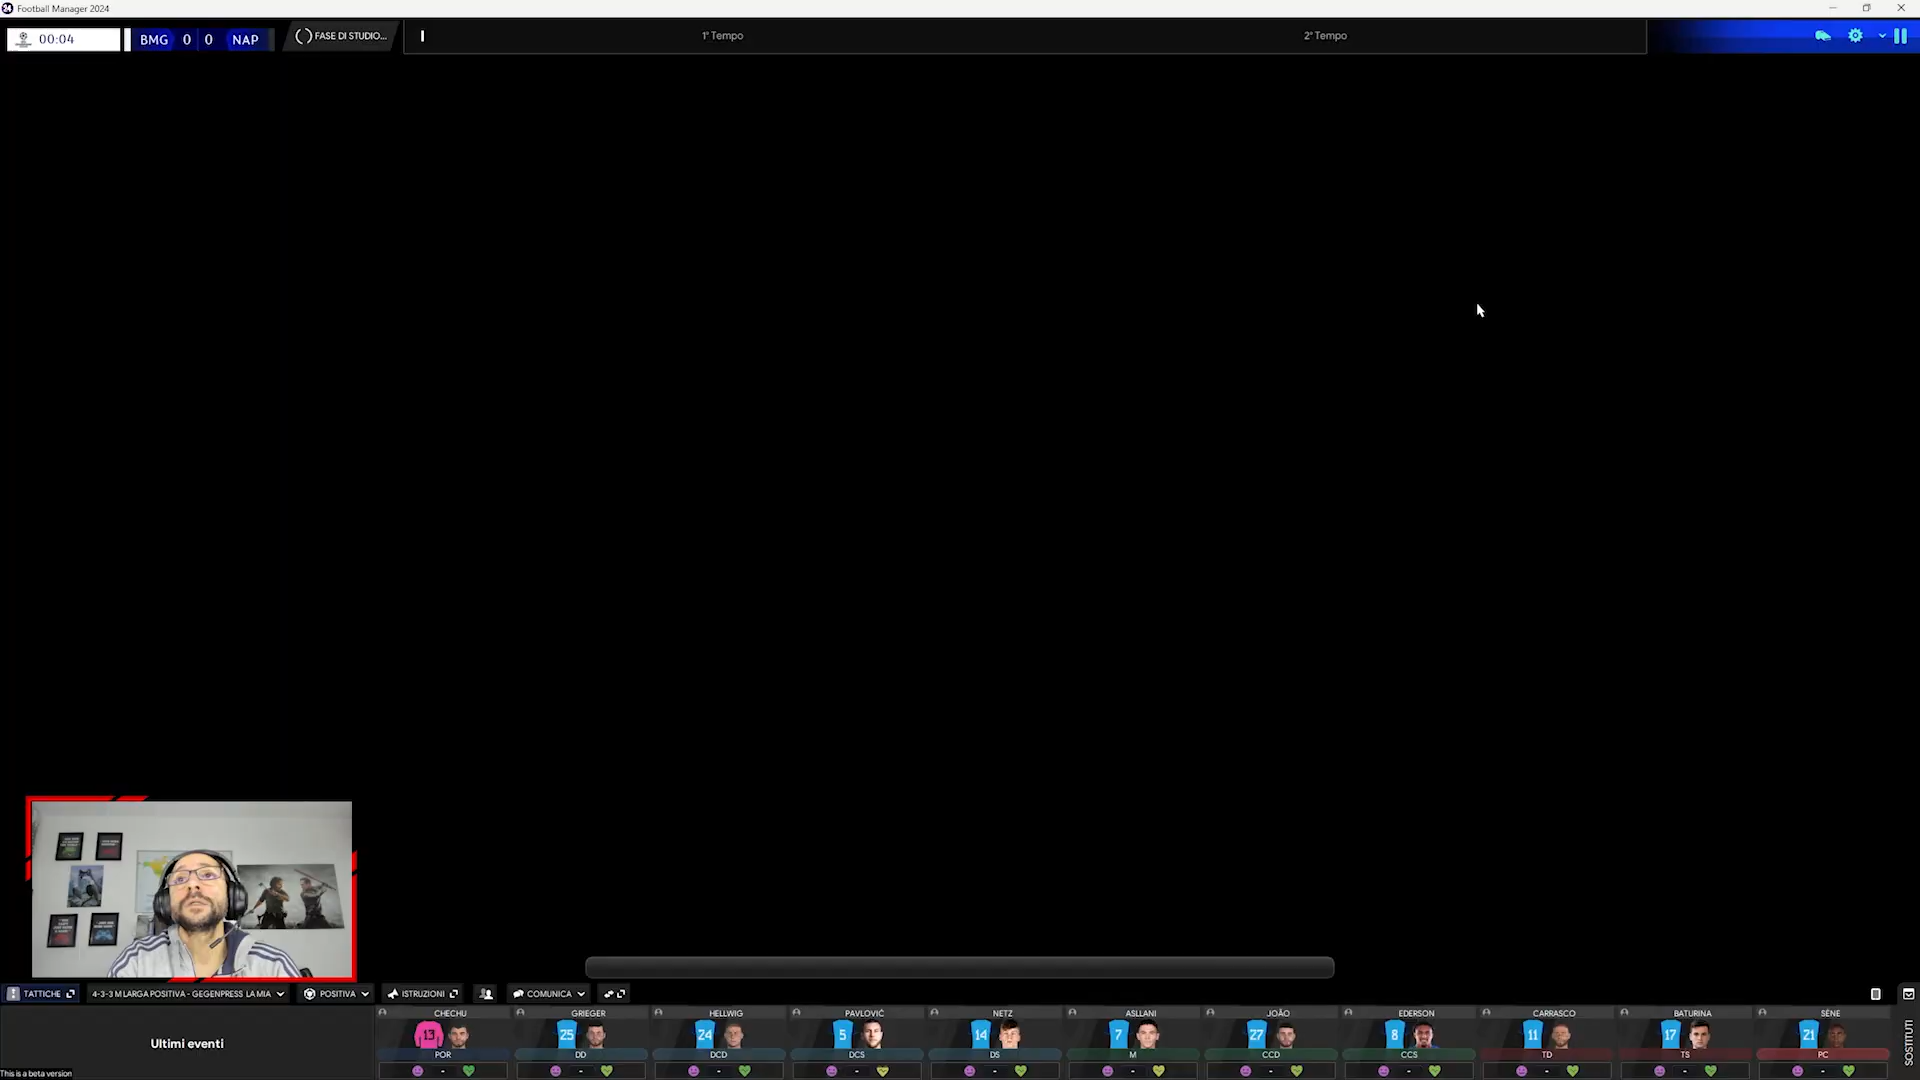 Football Manager 2024
00:04
BMG 0 0 NAP
FASE DI STUDIO...
1° Tempo
2° Tempo
TATTICHE
4-3-3 M LARGA POSITIVA - GEGENPRESS LA MIA
POSITIVA
ISTRUZIONI
COMUNICA
Ultimi eventi
This is a beta version
CHECHU
13
POR
-
GRIEGER
25
DD
-
HELLWIG
24
DCD
-
PAVLOVIĆ
5
DCS
-
NETZ
14
DS
-
ASLLANI
7
M
-
JOÃO
27
CCD
-
EDERSON
8
CCS
-
CARRASCO
11
TD
-
BATURINA
17
TS
-
SENE
21
PC
-
SOSTITUTI